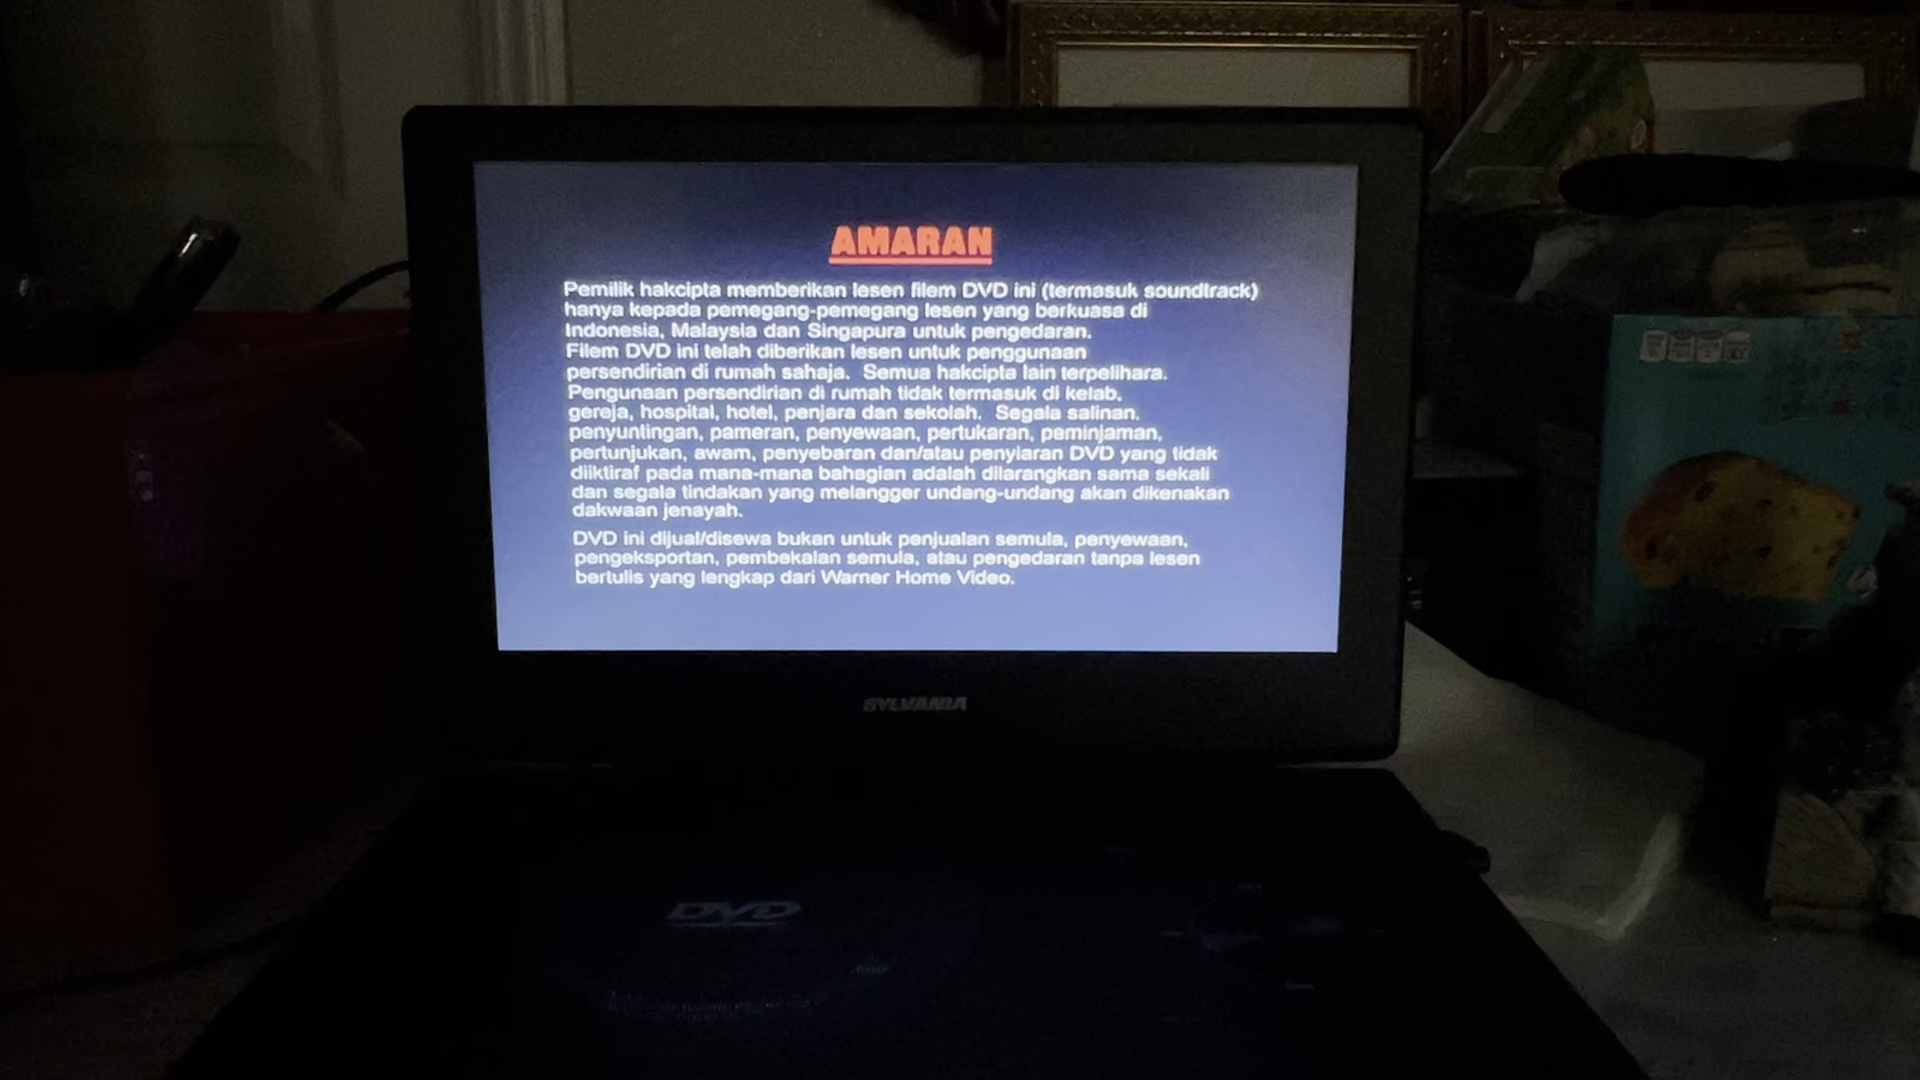 AMARAN
Pemilik hakcipta memberikan lesen filem DVD ini (termasuk soundtrack)
hanya kepada pemegang-pemegang lesen yang berkuasa di
Indonesia, Malaysia dan Singapura untuk pengedaran.
Filem DVD ini telah diberikan lesen untuk penggunaan
persendirian di rumah sahaja. Semua hakcipta lain terpelihara.
Pengunaan persendirian di rumah tidak termasuk di kelab,
gereja, hospital, hotel, penjara dan sekolah. Segala salinan,
penyuntingan, pameran, penyewaan, pertukaran, peminjaman,
pertunjukan, awam, penyebaran dan/atau penyiaran DVD yang tidak
diiktiraf pada mana-mana bahagian adalah dilarangkan sama sekali
dan segala tindakan yang melangger undang-undang akan dikenakan
dakwaan jenayah.
DVD ini dijual/disewa bukan untuk penjualan semula, penyewaan,
pengeksportan, pembekalan semula, atau pengedaran tanpa lesen
bertulis yang lengkap dari Warner Home Video.
SYLVANIA
DVD